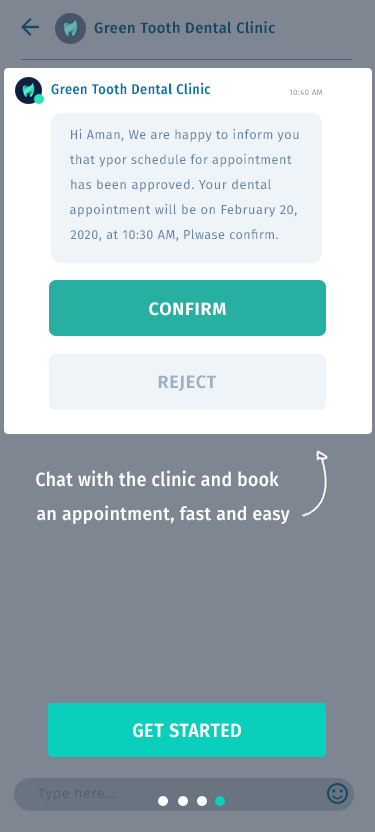 Green Tooth Dental Clinic
Green Tooth Dental Clinic
10:40 AM
Hi Aman, We are happy to inform you
that ypor schedule for appointment
has been approved. Your dental
appointment will be on February 20,
2020, at 10:30 AM, Plwase confirm.
CONFIRM
REJECT
Chat with the clinic and book
an appointment, fast and easy
GET STARTED
Type here...